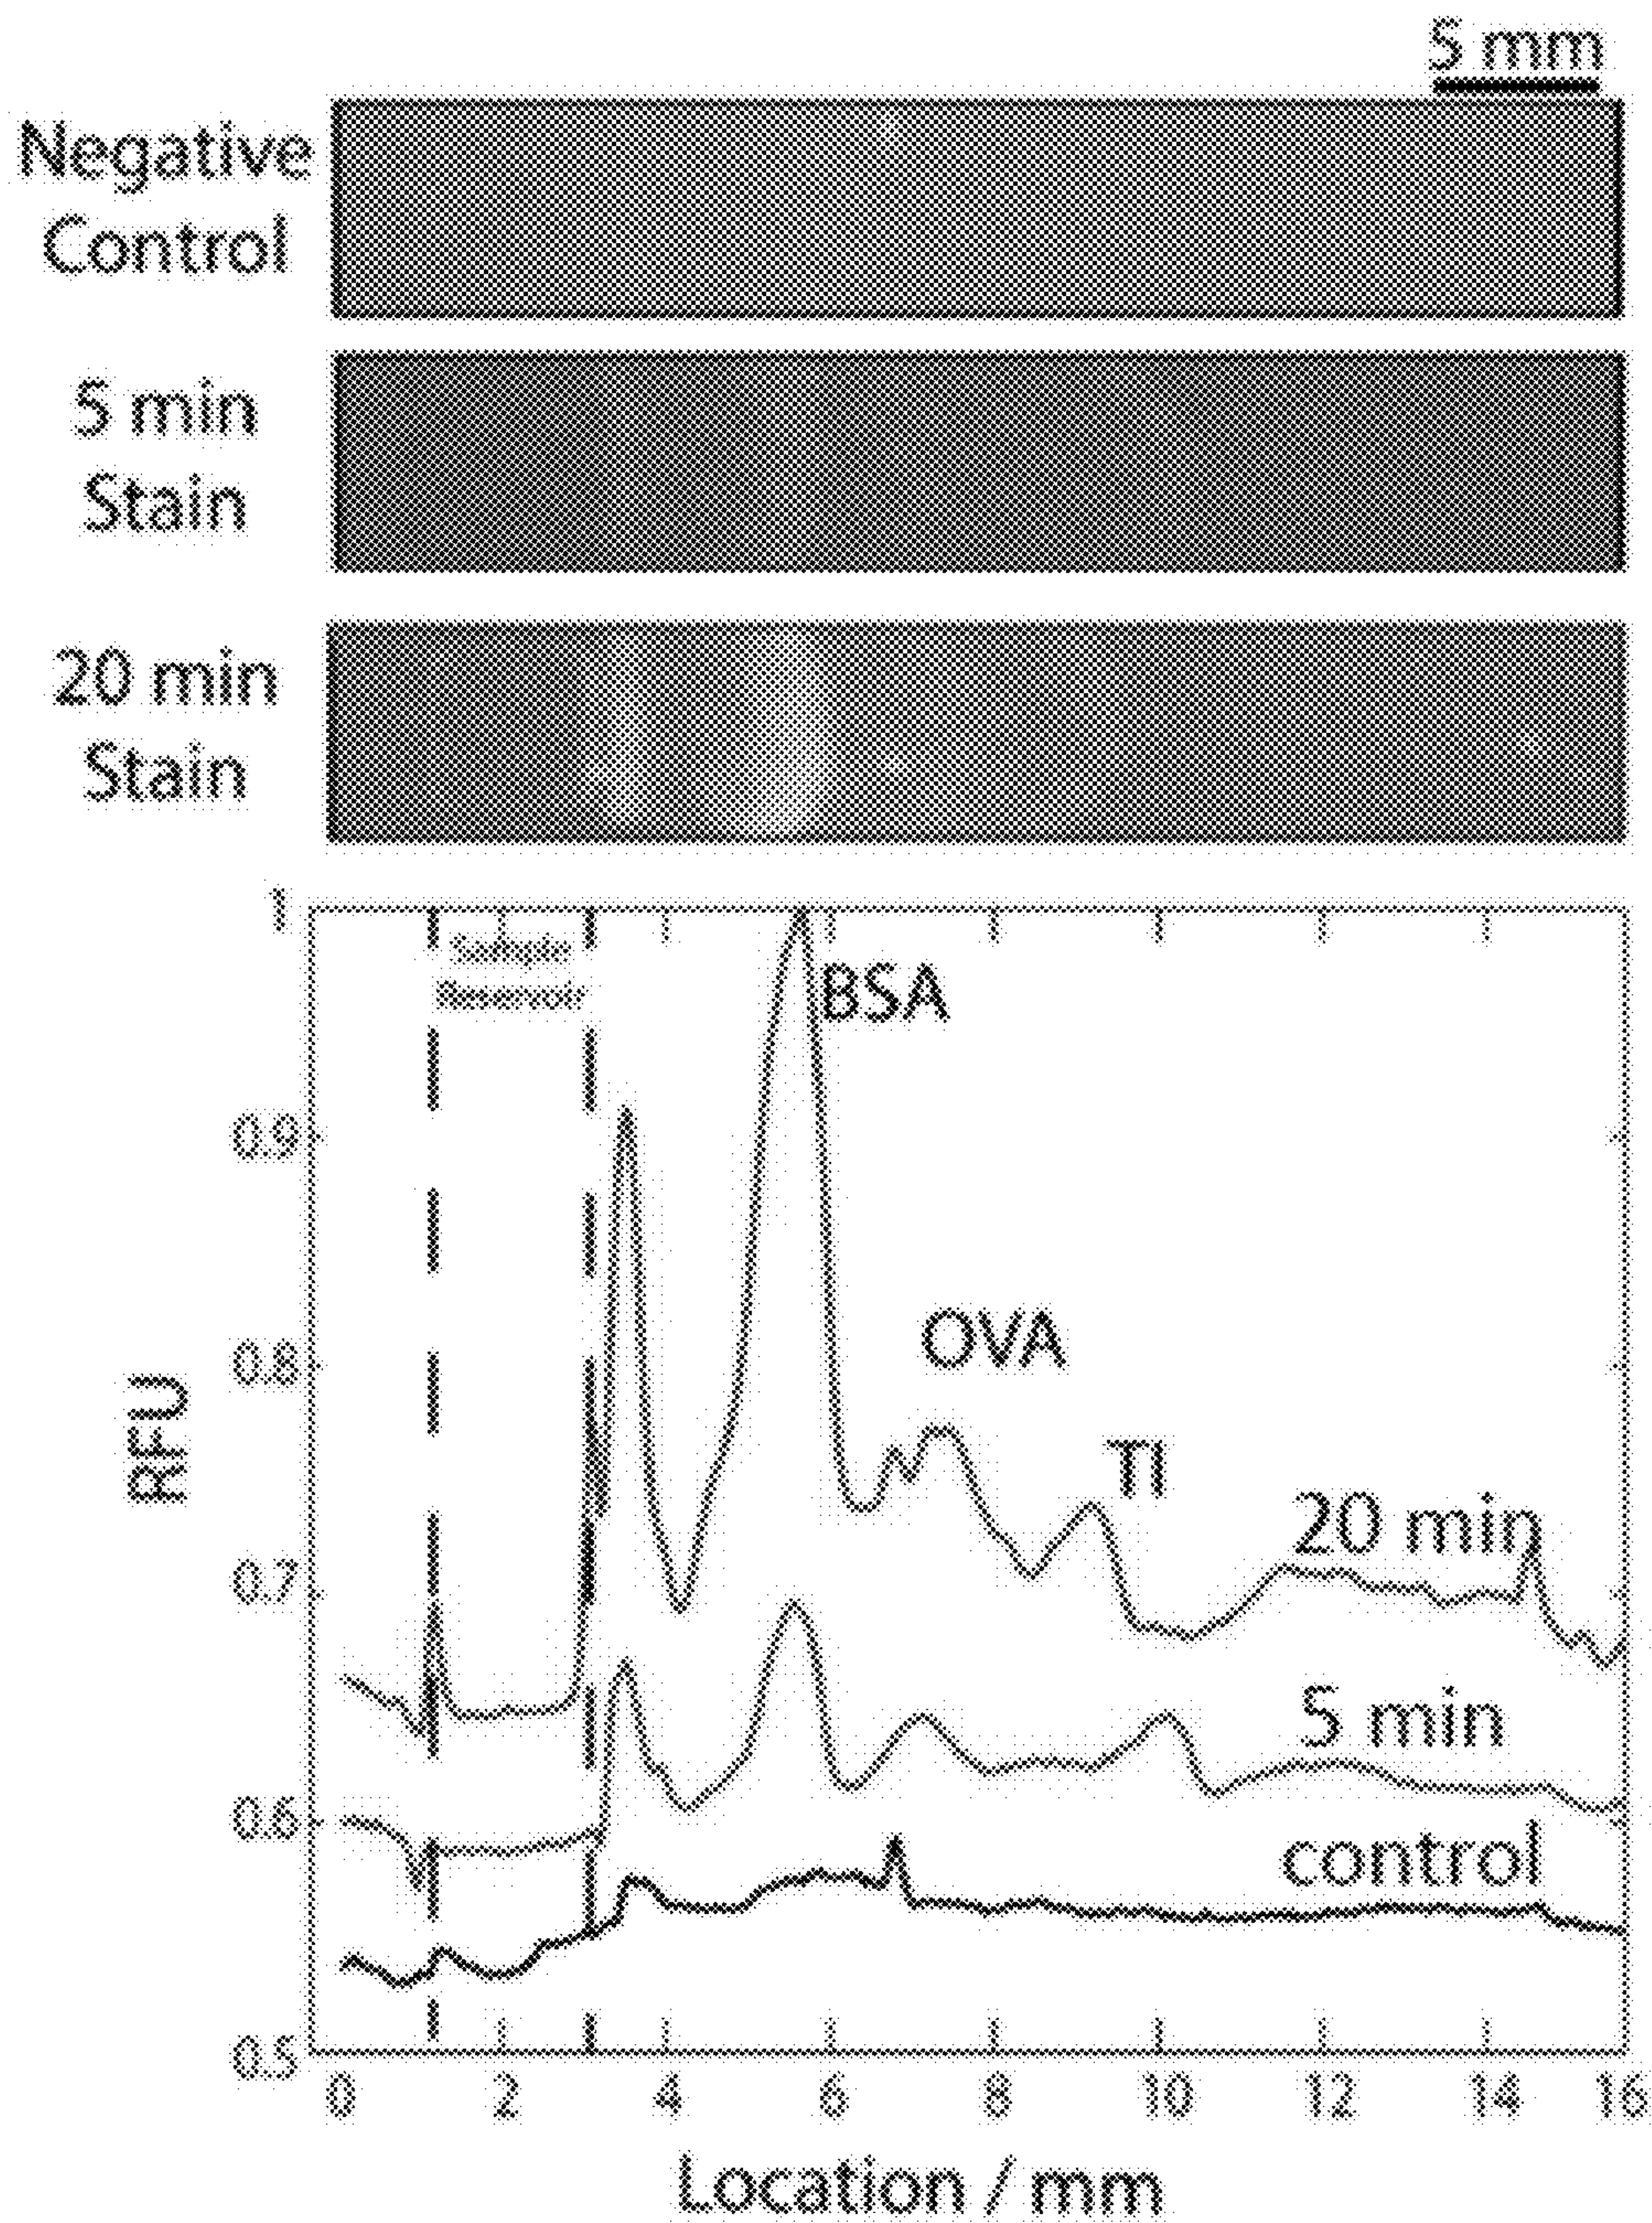 5 mm
Negative
Control
5 min
Stain
20 min
Stain
1
Sample
Reservoir
BSA
0.9
OVA
0.8
TI
RFU
20 min
0.7
5 min
0.6
control
0.5
0 2 4 6 8 10 12 14 16
Location / mm